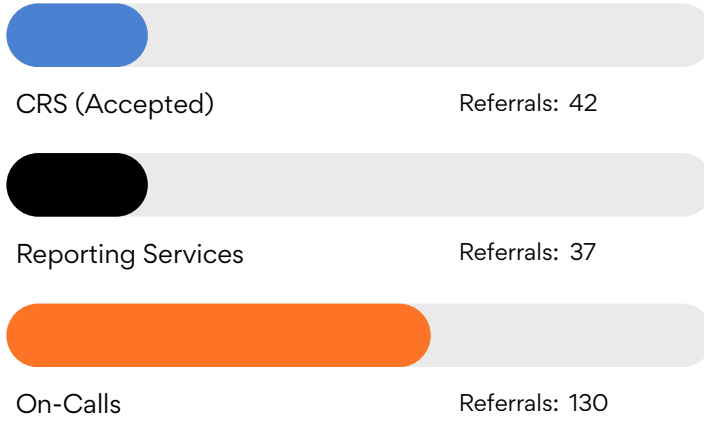 CRS (Accepted) Referrals: 42
Reporting Services Referrals: 37
On-Calls Referrals: 130